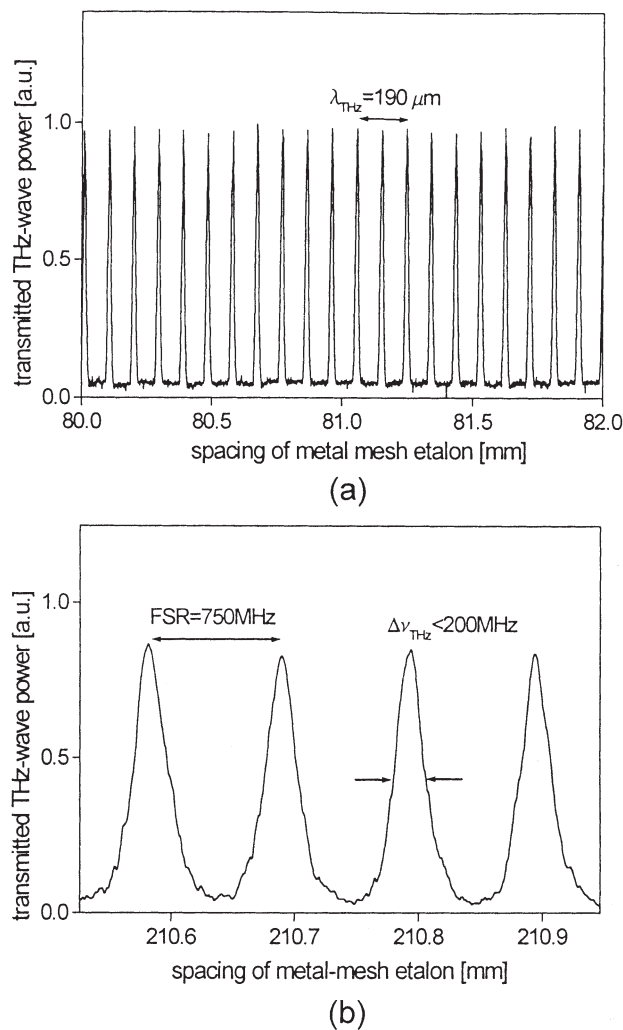 λTHz=190 μm
1.0
0.5
0.0
transmitted THz-wave power [a.u.]
80.0 80.5 81.0 81.5 82.0
spacing of metal mesh etalon [mm]
(a)
FSR=750MHz
ΔνTHz<200MHz
1.0
0.5
0.0
transmitted THz-wave power [a.u.]
210.6 210.7 210.8 210.9
spacing of metal-mesh etalon [mm]
(b)